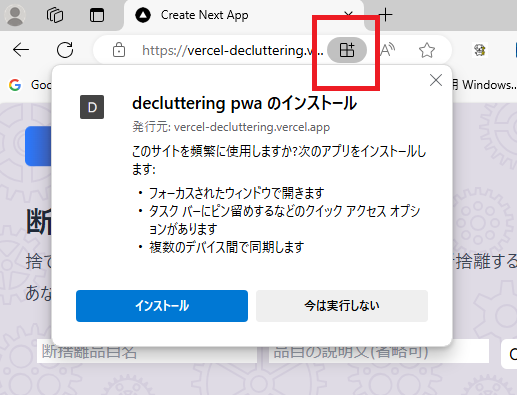 Create Next App
https://vercel-decluttering.v...
A
G Goo
用 Windows...
D
decluttering pwa のインストール
発行元: vercel-decluttering.vercel.app
このサイトを頻繁に使用しますか?次のアプリをインストールし
ます:
• フォーカスされたウィンドウで開きます
• タスク バーにピン留めするなどのクイック アクセス オプシ
ョンがあります
• 複数のデバイス間で同期します
インストール
今は実行しない
断
捨て
捨離する
あな
断捨離品目名
品目の説明文(省略可)